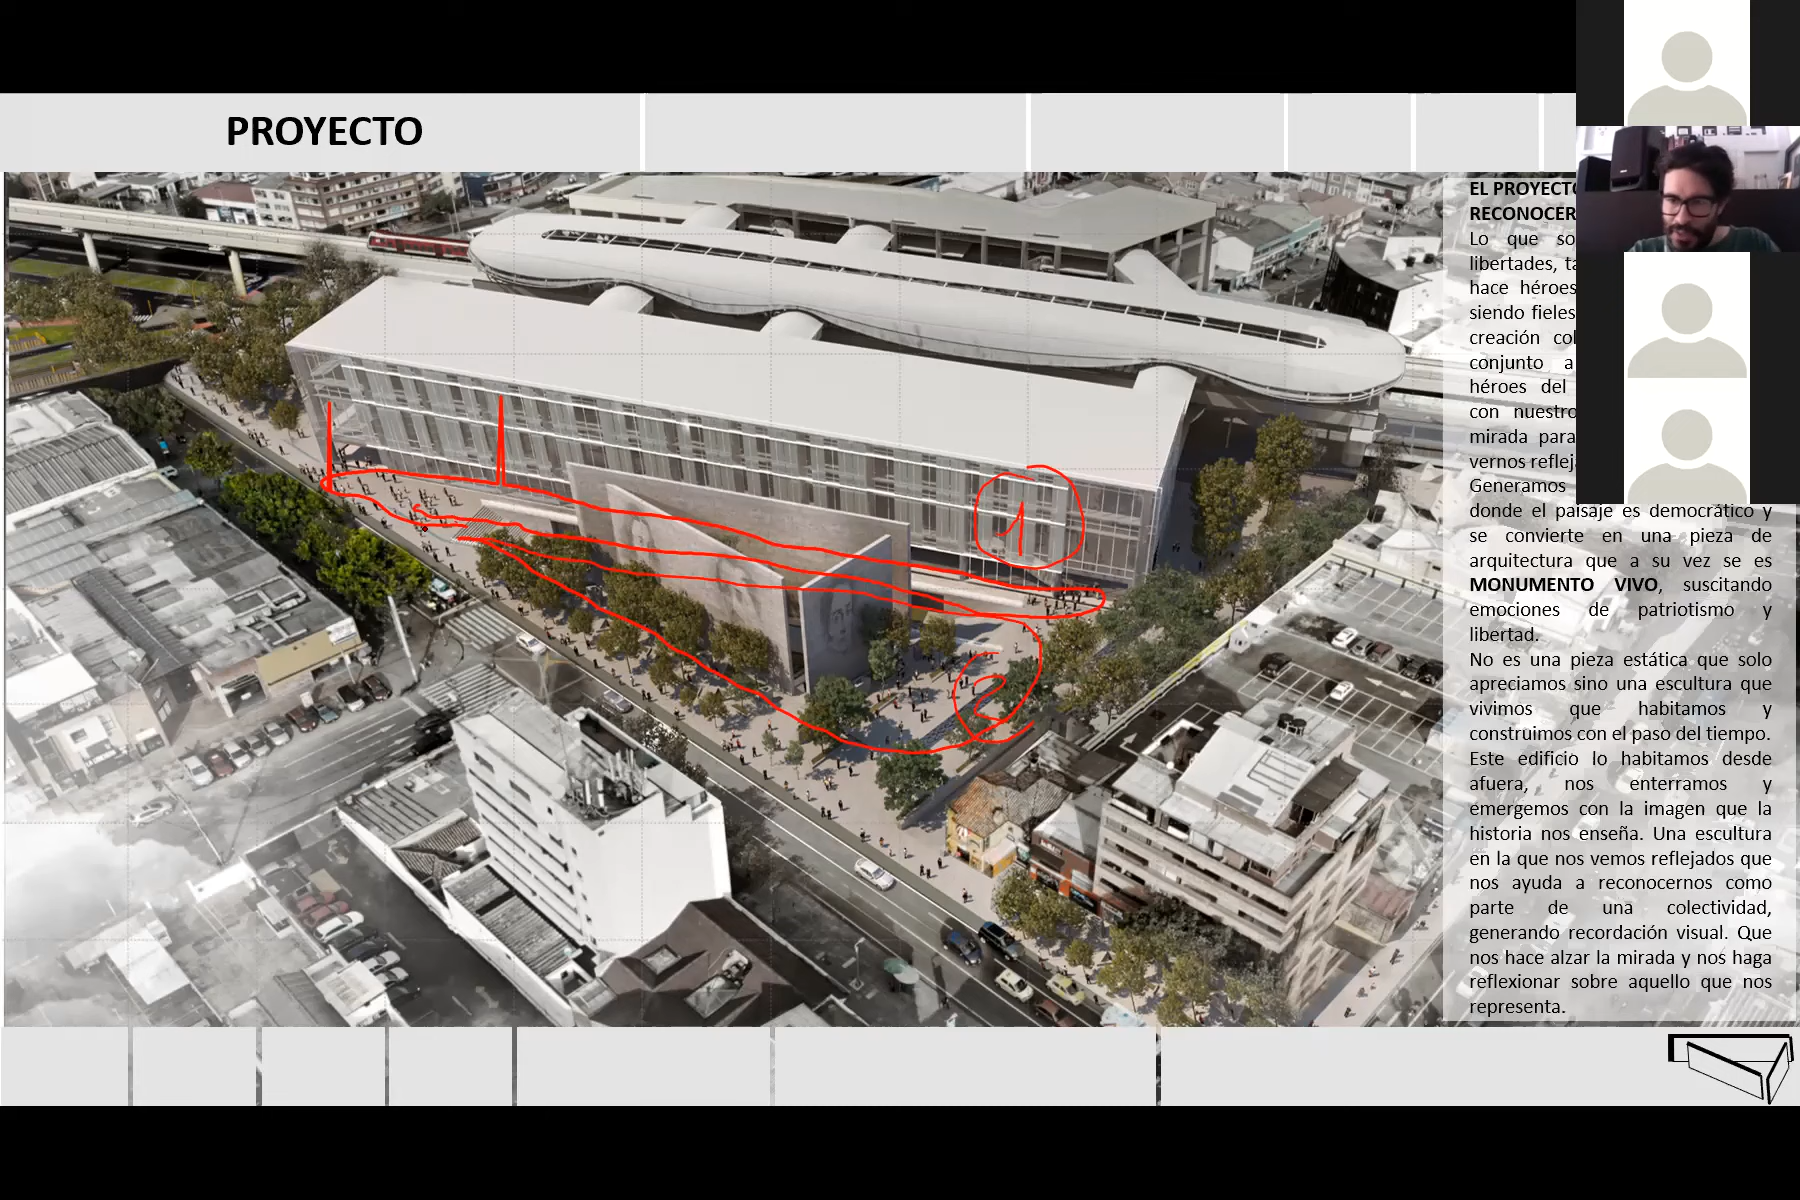 PROYECTO
EL PROYECTO
RECONOCER
Lo que so
libertades, ta
hace héroes
siendo fieles
creación col
conjunto a
héroes del
con nuestro
mirada para
vernos reflej
Generamos
donde el paisaje es democrático y
se convierte en una pieza de
arquitectura que a su vez se es
MONUMENTO VIVO, suscitando
emociones de patriotismo y
libertad.
No es una pieza estática que solo
apreciamos sino una escultura que
vivimos que habitamos y
construimos con el paso del tiempo.
Este edificio lo habitamos desde
afuera, nos enterramos y
emergemos con la imagen que la
historia nos enseña. Una escultura
en la que nos vemos reflejados que
nos ayuda a reconocernos como
parte de una colectividad,
generando recordación visual. Que
nos hace alzar la mirada y nos haga
reflexionar sobre aquello que nos
representa.
1
2